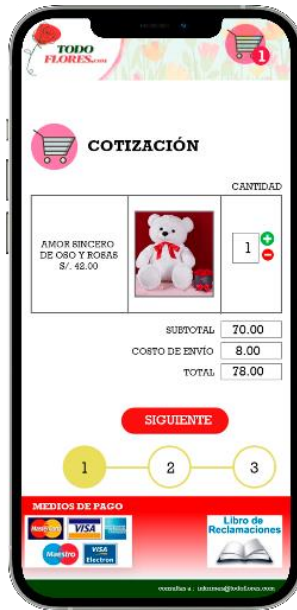 TODO
FLORES.com
1
COTIZACIÓN
CANTIDAD
AMOR SINCERO
DE OSO Y ROSAS
S/. 42.00
1
SUBTOTAL 70.00
COSTO DE ENVÍO 8.00
TOTAL 78.00
SIGUIENTE
1 2 3
MEDIOS DE PAGO
MasterCard VISA
Maestro VISA
Electron
Libro de
Reclamaciones
consultas a :